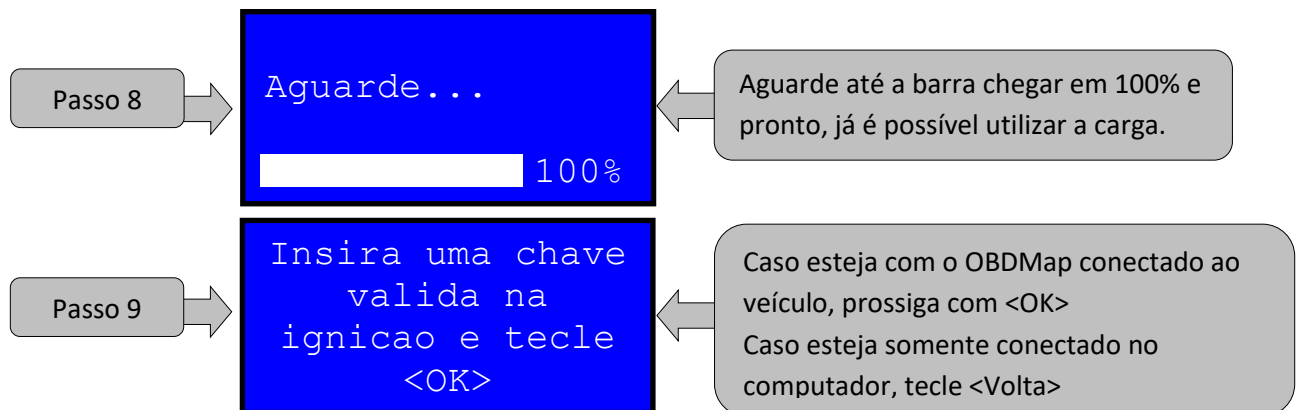 Passo 8
Aguarde...
100%
Aguarde até a barra chegar em 100% e
pronto, já é possível utilizar a carga.
Passo 9
Insira uma chave
valida na
ignicao e tecle
<OK>
Caso esteja com o OBDMap conectado ao
veículo, prossiga com <OK>
Caso esteja somente conectado no
computador, tecle <Volta>